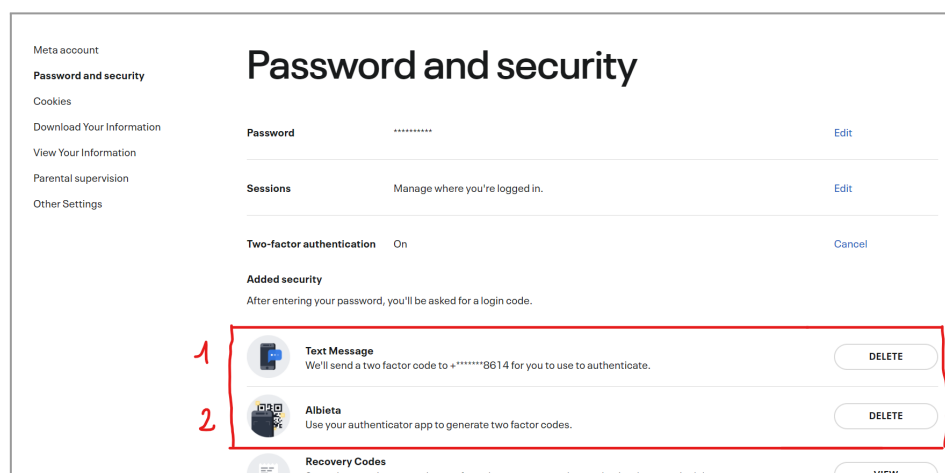 Meta account
Password and security
Cookies
Download Your Information
View Your Information
Parental supervision
Other Settings
Password and security
Password ********** Edit
Sessions Manage where you're logged in. Edit
Two-factor authentication On Cancel
Added security
After entering your password, you'll be asked for a login code.
1
Text Message
We'll send a two factor code to +*******8614 for you to use to authenticate.
DELETE
2
Albieta
Use your authenticator app to generate two factor codes.
DELETE
Recovery Codes
VIEW